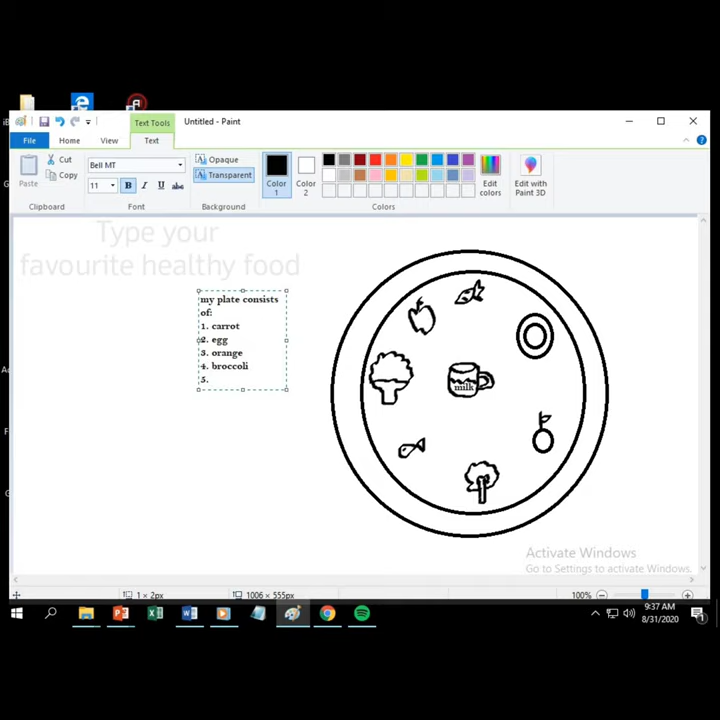 Text Tools
Untitled - Paint
File
Home
View
Text
Paste
Cut
Copy
Clipboard
Bell MT
11
B
I
U
abc
Font
Opaque
Transparent
Background
Color
1
Color
2
Colors
Edit
colors
Edit with
Paint 3D
Type your
favourite healthy food
my plate consists
of:
1. carrot
2. egg
3. orange
4. broccoli
5.
milk
Activate Windows
Go to Settings to activate Windows.
1 × 2px
1006 × 555px
100%
9:37 AM
8/31/2020